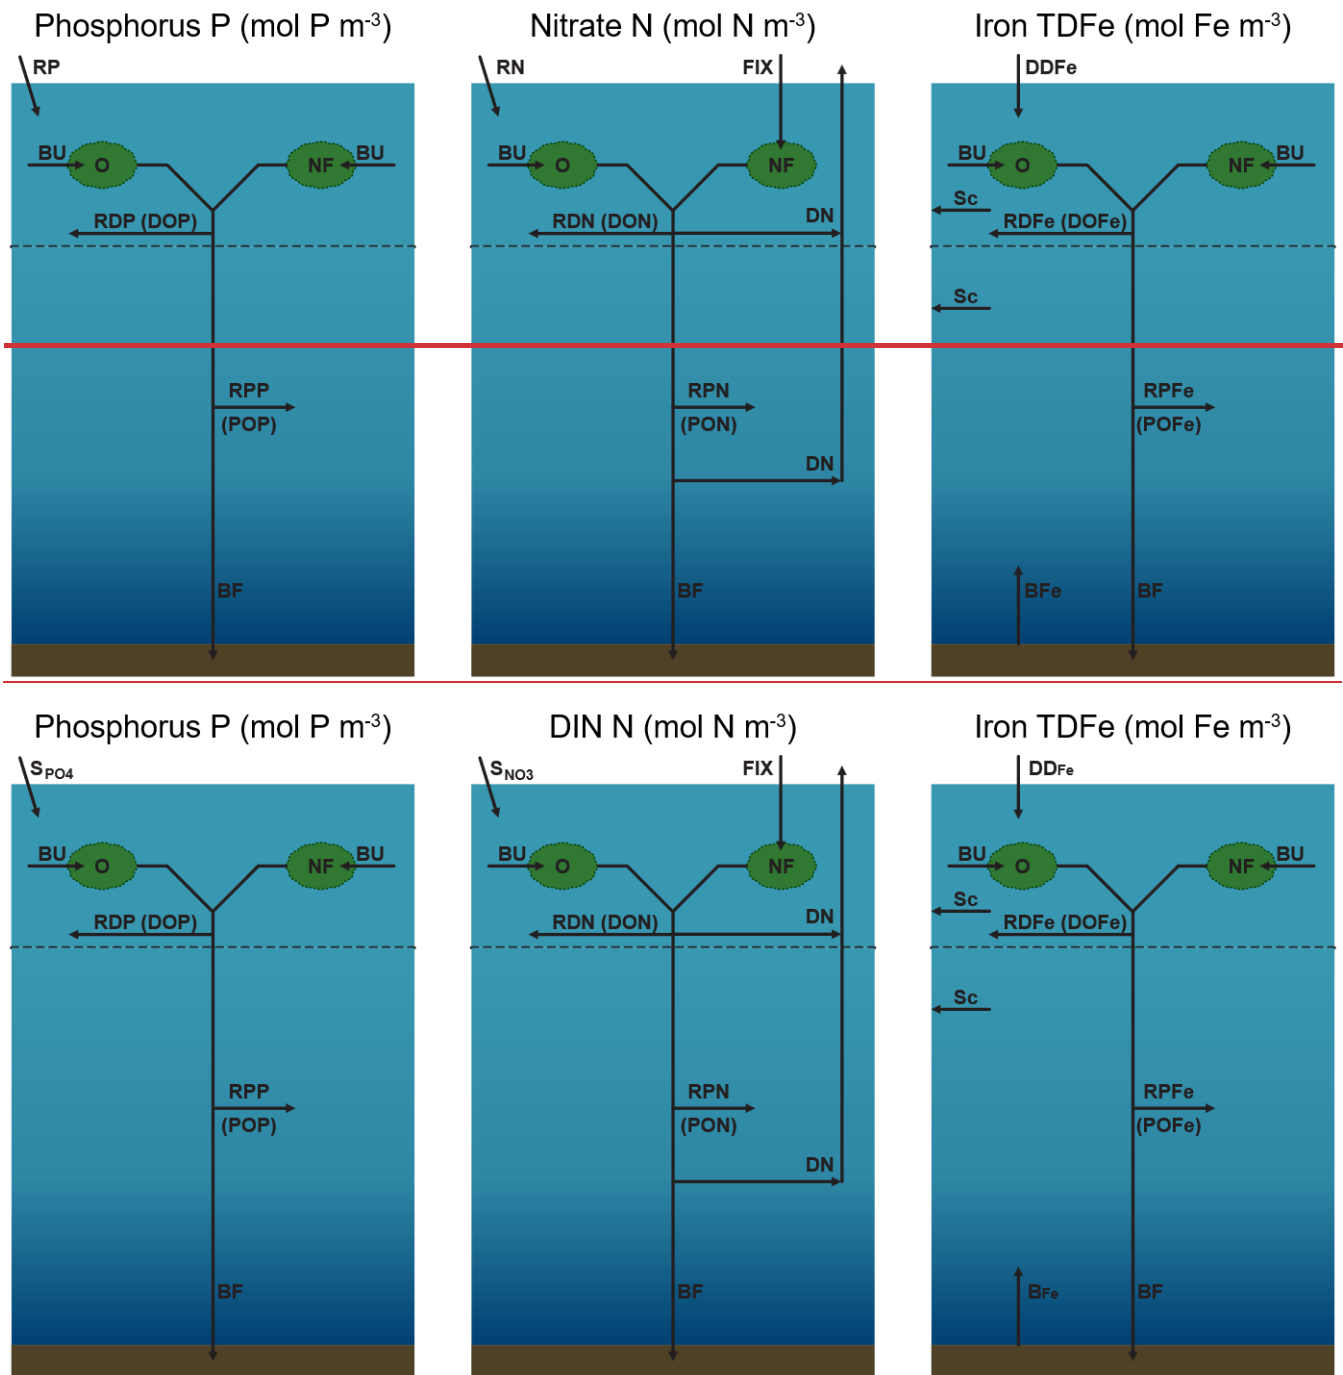 Phosphorus P (mol P m-3)
Nitrate N (mol N m-3)
Iron TDFe (mol Fe m-3)
RP
RN
FIX
DDFe
BU
O
NF
BU
BU
O
NF
BU
O
NF
BU
Sc
RDP (DOP)
RDN (DON)
DN
RDFe (DOFe)
Sc
RPP
(POP)
RPN
(PON)
RPFe
(POFe)
DN
BF
BF
BFe
BF
Phosphorus P (mol P m-3)
DIN N (mol N m-3)
Iron TDFe (mol Fe m-3)
SPO4
SNO3
FIX
DDFe
BU
O
NF
BU
BU
O
NF
BU
O
NF
BU
Sc
RDP (DOP)
RDN (DON)
DN
RDFe (DOFe)
Sc
RPP
(POP)
RPN
(PON)
RPFe
(POFe)
DN
BF
BF
BFe
BF